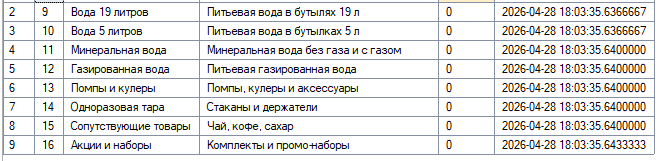 2 9 Вода 19 литров Питьевая вода в бутылях 19 л 0 2026-04-28 18:03:35.6366667
3 10 Вода 5 литров Питьевая вода в бутылках 5 л 0 2026-04-28 18:03:35.6366667
4 11 Минеральная вода Минеральная вода без газа и с газом 0 2026-04-28 18:03:35.6400000
5 12 Газированная вода Питьевая газированная вода 0 2026-04-28 18:03:35.6400000
6 13 Помпы и кулеры Помпы, кулеры и аксессуары 0 2026-04-28 18:03:35.6400000
7 14 Одноразовая тара Стаканы и держатели 0 2026-04-28 18:03:35.6400000
8 15 Сопутствующие товары Чай, кофе, сахар 0 2026-04-28 18:03:35.6400000
9 16 Акции и наборы Комплекты и промо-наборы 0 2026-04-28 18:03:35.6433333